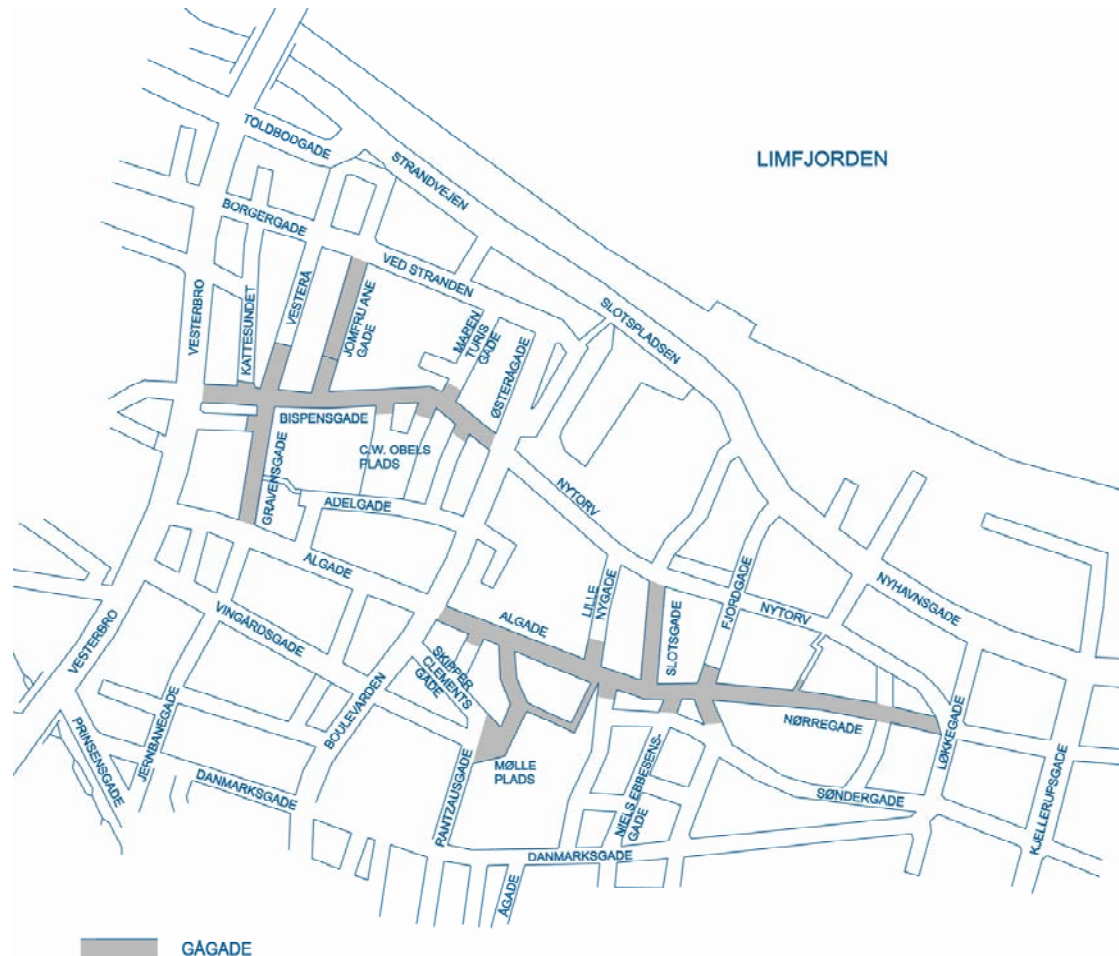 LIMFJORDEN
TOLDBODGADE
STRANDVEJEN
BORGERGADE
VED STRANDEN
SLOTSPLADSEN
VESTERBRO
KATTESUNDET
VESTERÅ
JOMFRU ANE
GADE
MAREN
TURIS
GADE
ØSTERÅGADE
BISPENSGADE
C.W. OBELS
PLADS
GRAVENSGADE
ADELGADE
NYTORV
ALGADE
VINGÅRDSGADE
ALGADE
LILLE
NYGADE
SLOTSGADE
FJORDGADE
NYTORV
NYHAVNSGADE
VESTERBRO
SKIPPER
CLEMENTS
GADE
BOULEVARDEN
PRINSENSGADE
JERNBANEGADE
DANMARKSGADE
RANTZAUSGADE
MØLLE
PLADS
NIELS EBBESENS-
GADE
NØRREGADE
LØKKEGADE
SØNDERGADE
KJELLERUPSGADE
DANMARKSGADE
ÅGADE
GÅGADE